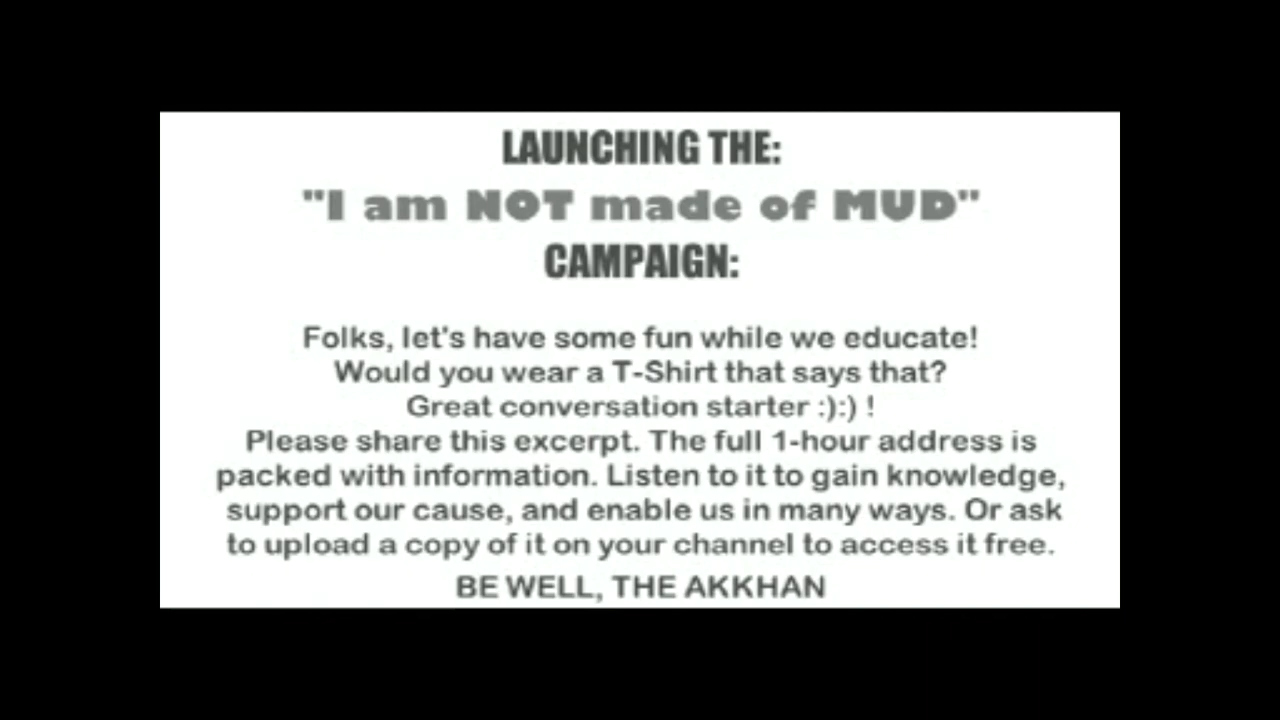 LAUNCHING THE:
"I am NOT made of MUD"
CAMPAIGN:
Folks, let's have some fun while we educate!
Would you wear a T-Shirt that says that?
Great conversation starter :):) !
Please share this excerpt. The full 1-hour address is
packed with information. Listen to it to gain knowledge,
support our cause, and enable us in many ways. Or ask
to upload a copy of it on your channel to access it free.
BE WELL, THE AKKHAN